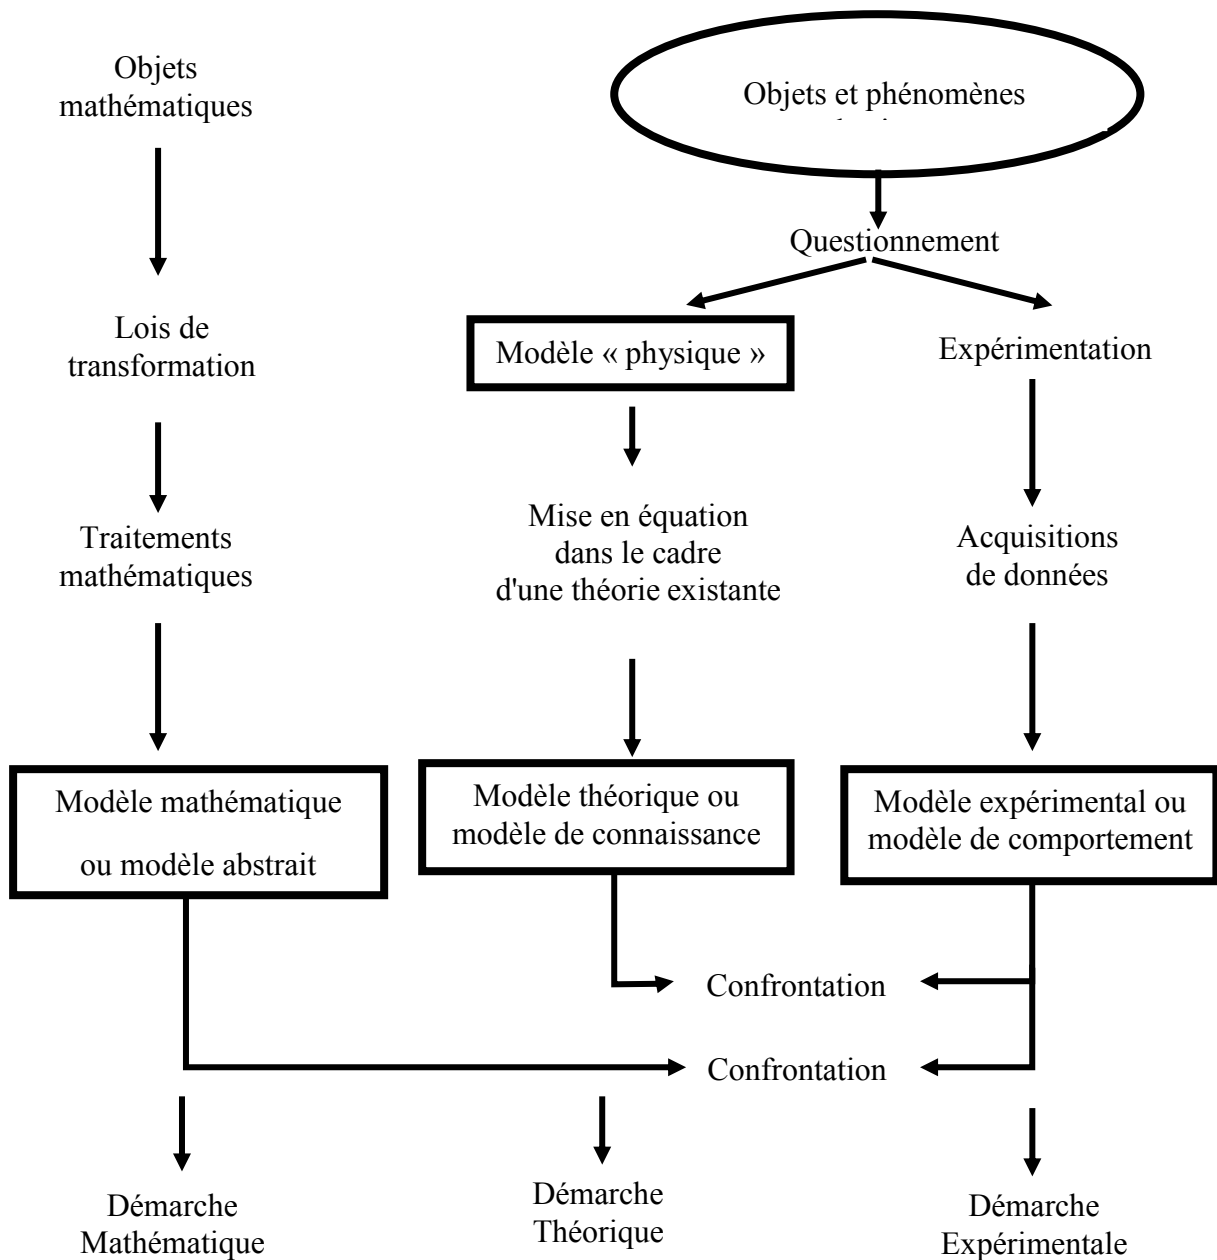 Objets
mathématiques
Lois de
transformation
Traitements
mathématiques
Modèle mathématique
ou modèle abstrait
Objets et phénomènes
Questionnement
Modèle « physique »
Mise en équation
dans le cadre
d'une théorie existante
Modèle théorique ou
modèle de connaissance
Expérimentation
Acquisitions
de données
Modèle expérimental ou
modèle de comportement
Confrontation
Confrontation
Démarche
Mathématique
Démarche
Théorique
Démarche
Expérimentale